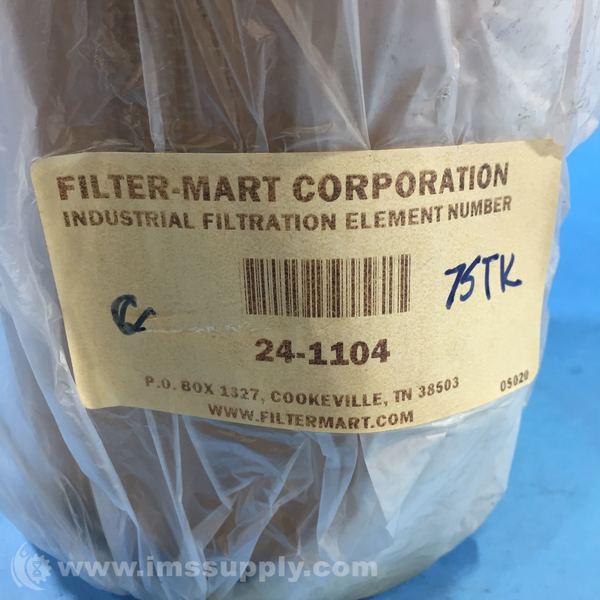 FILTER-MART CORPORATION
INDUSTRIAL FILTRATION ELEMENT NUMBER
75TK
24-1104
P.O. BOX 1327, COOKEVILLE, TN 38503
05020
WWW.FILTERMART.COM
www.imssupply.com